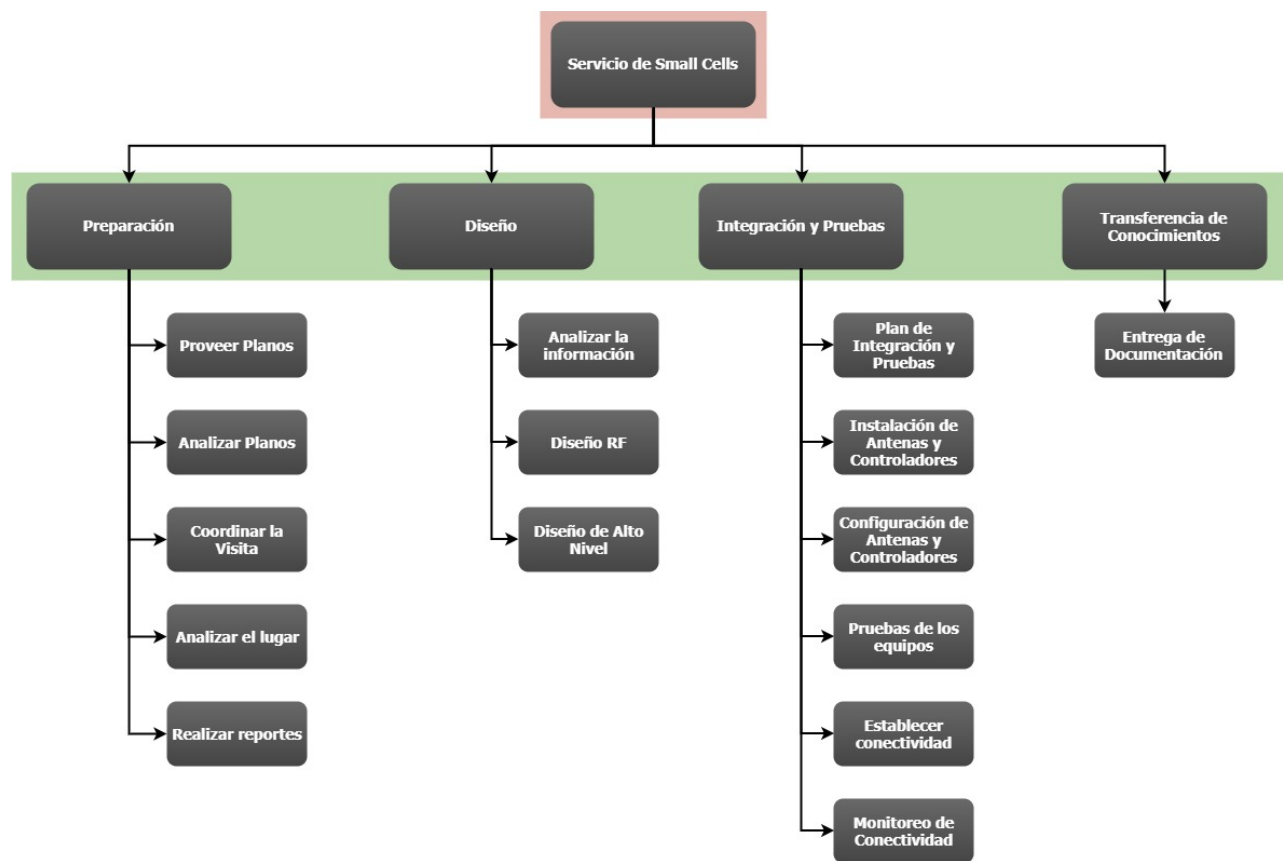 Servicio de Small Cells
Preparación
Diseño
Integración y Pruebas
Transferencia de
Conocimientos
Proveer Planos
Analizar Planos
Coordinar la
Visita
Analizar el lugar
Realizar reportes
Analizar la
información
Diseño RF
Diseño de Alto
Nivel
Plan de
Integración y
Pruebas
Instalación de
Antenas y
Controladores
Configuración de
Antenas y
Controladores
Pruebas de los
equipos
Establecer
conectividad
Monitoreo de
Conectividad
Entrega de
Documentación